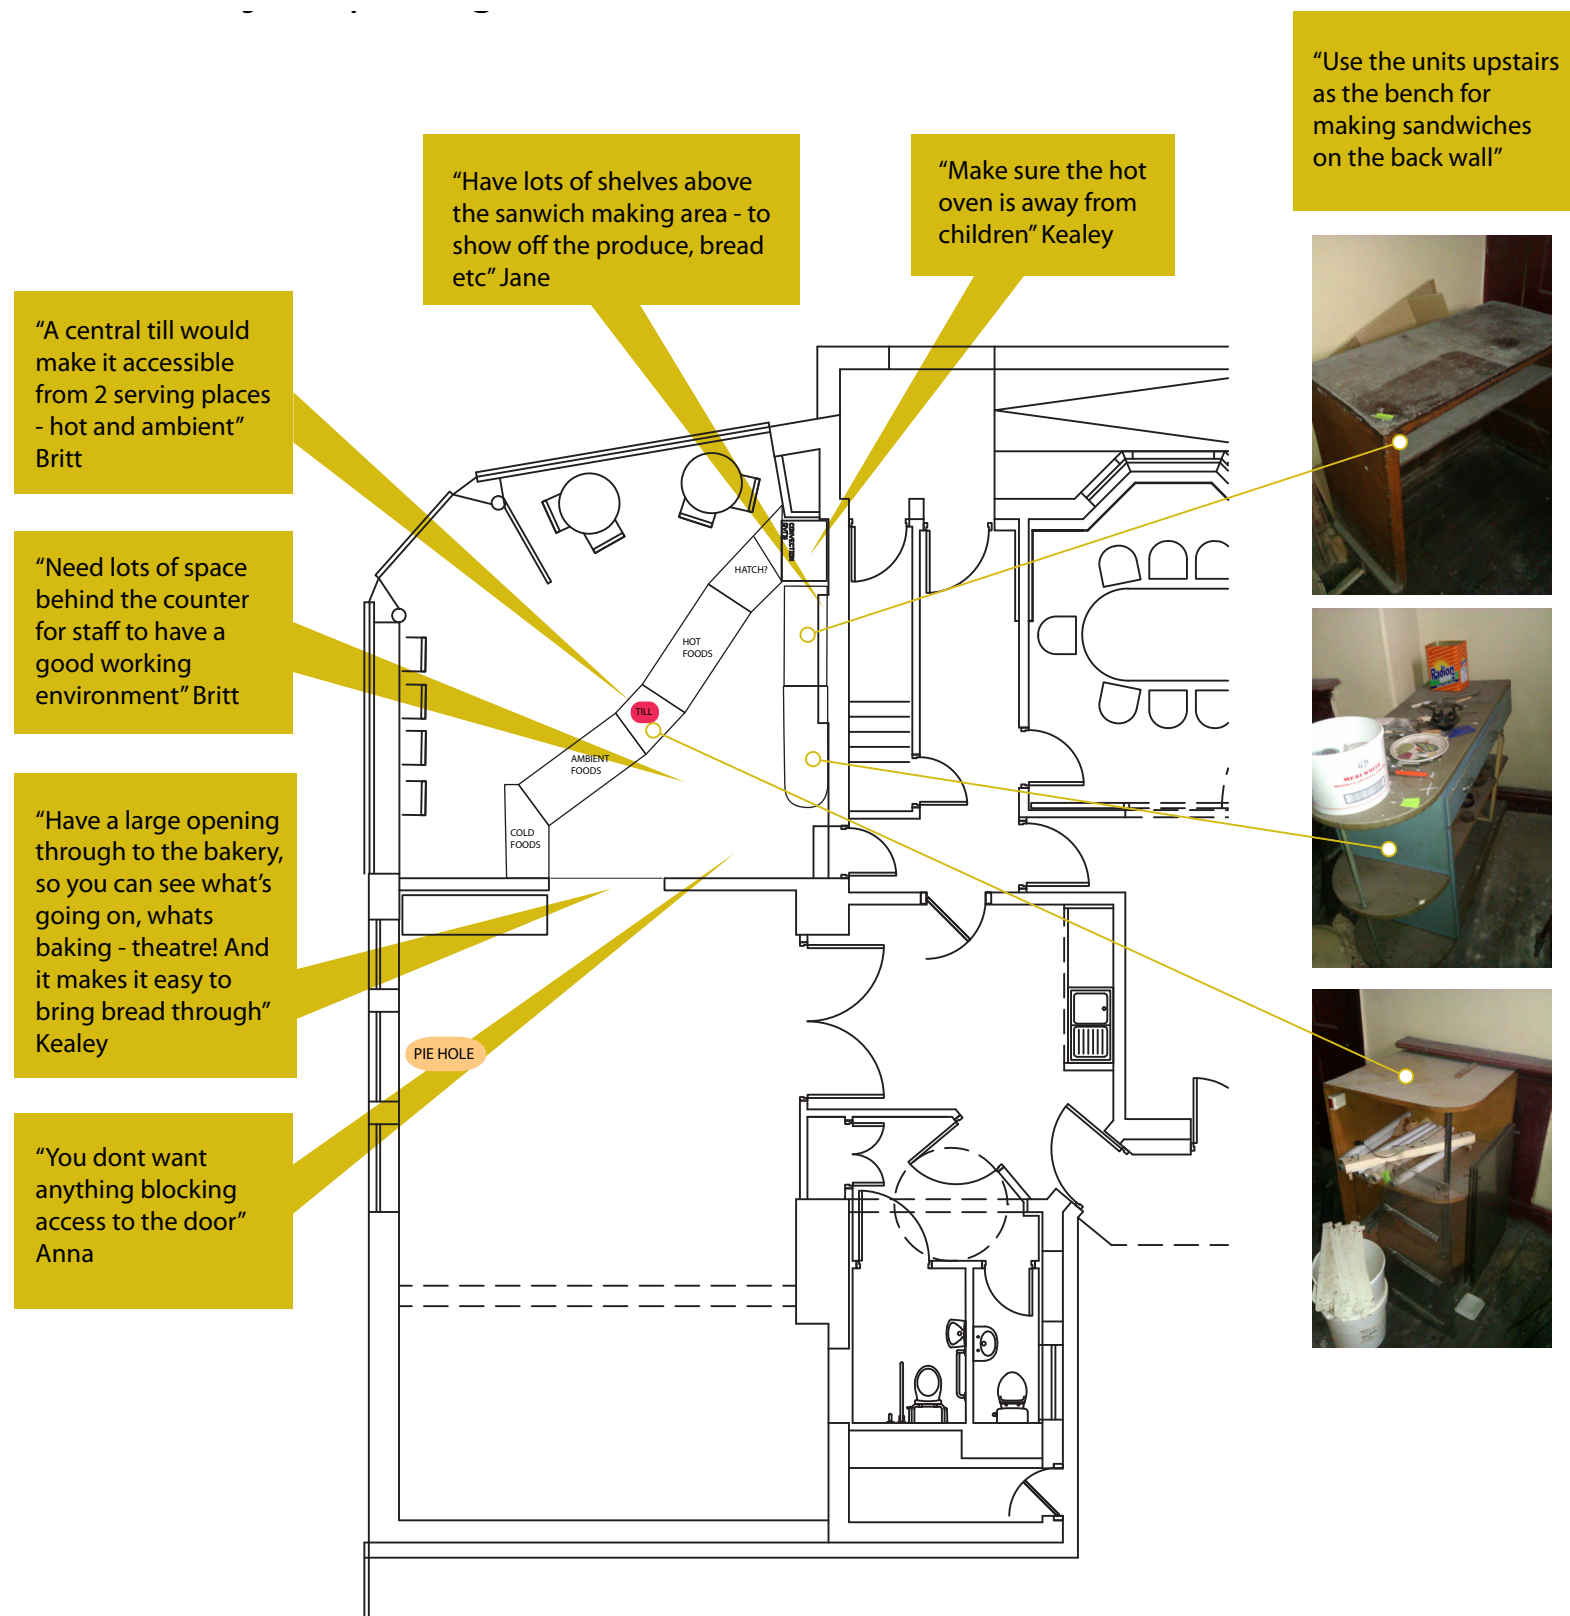 “Use the units upstairs
as the bench for
making sandwiches
on the back wall”
“Have lots of shelves above
the sanwich making area - to
show off the produce, bread
etc” Jane
“Make sure the hot
oven is away from
children” Kealey
“A central till would
make it accessible
from 2 serving places
- hot and ambient”
Britt
“Need lots of space
behind the counter
for staff to have a
good working
environment” Britt
“Have a large opening
through to the bakery,
so you can see what's
going on, whats
baking - theatre! And
it makes it easy to
bring bread through”
Kealey
“You dont want
anything blocking
access to the door”
Anna
CONVECTION
OVEN
HATCH?
HOT
FOODS
TILL
AMBIENT
FOODS
COLD
FOODS
PIE HOLE
Radion
MERI WHITE